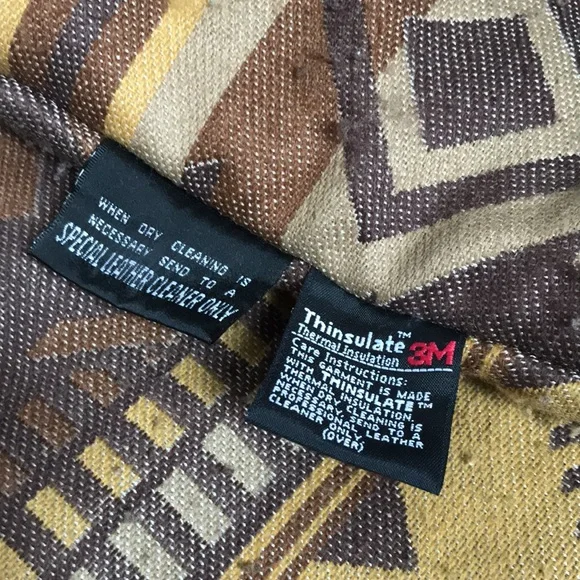 WHEN DRY CLEANING IS
NECESSARY SEND TO A
SPECIAL LEATHER CLEANER ONLY
Thinsulate™
Thermal Insulation 3M
Care Instructions:
THIS GARMENT IS MADE
WITH THINSULATE™
THERMAL INSULATION.
WHEN DRY CLEANING IS
NECESSARY, SEND TO A
PROFESSIONAL LEATHER
CLEANER ONLY.
(OVER)